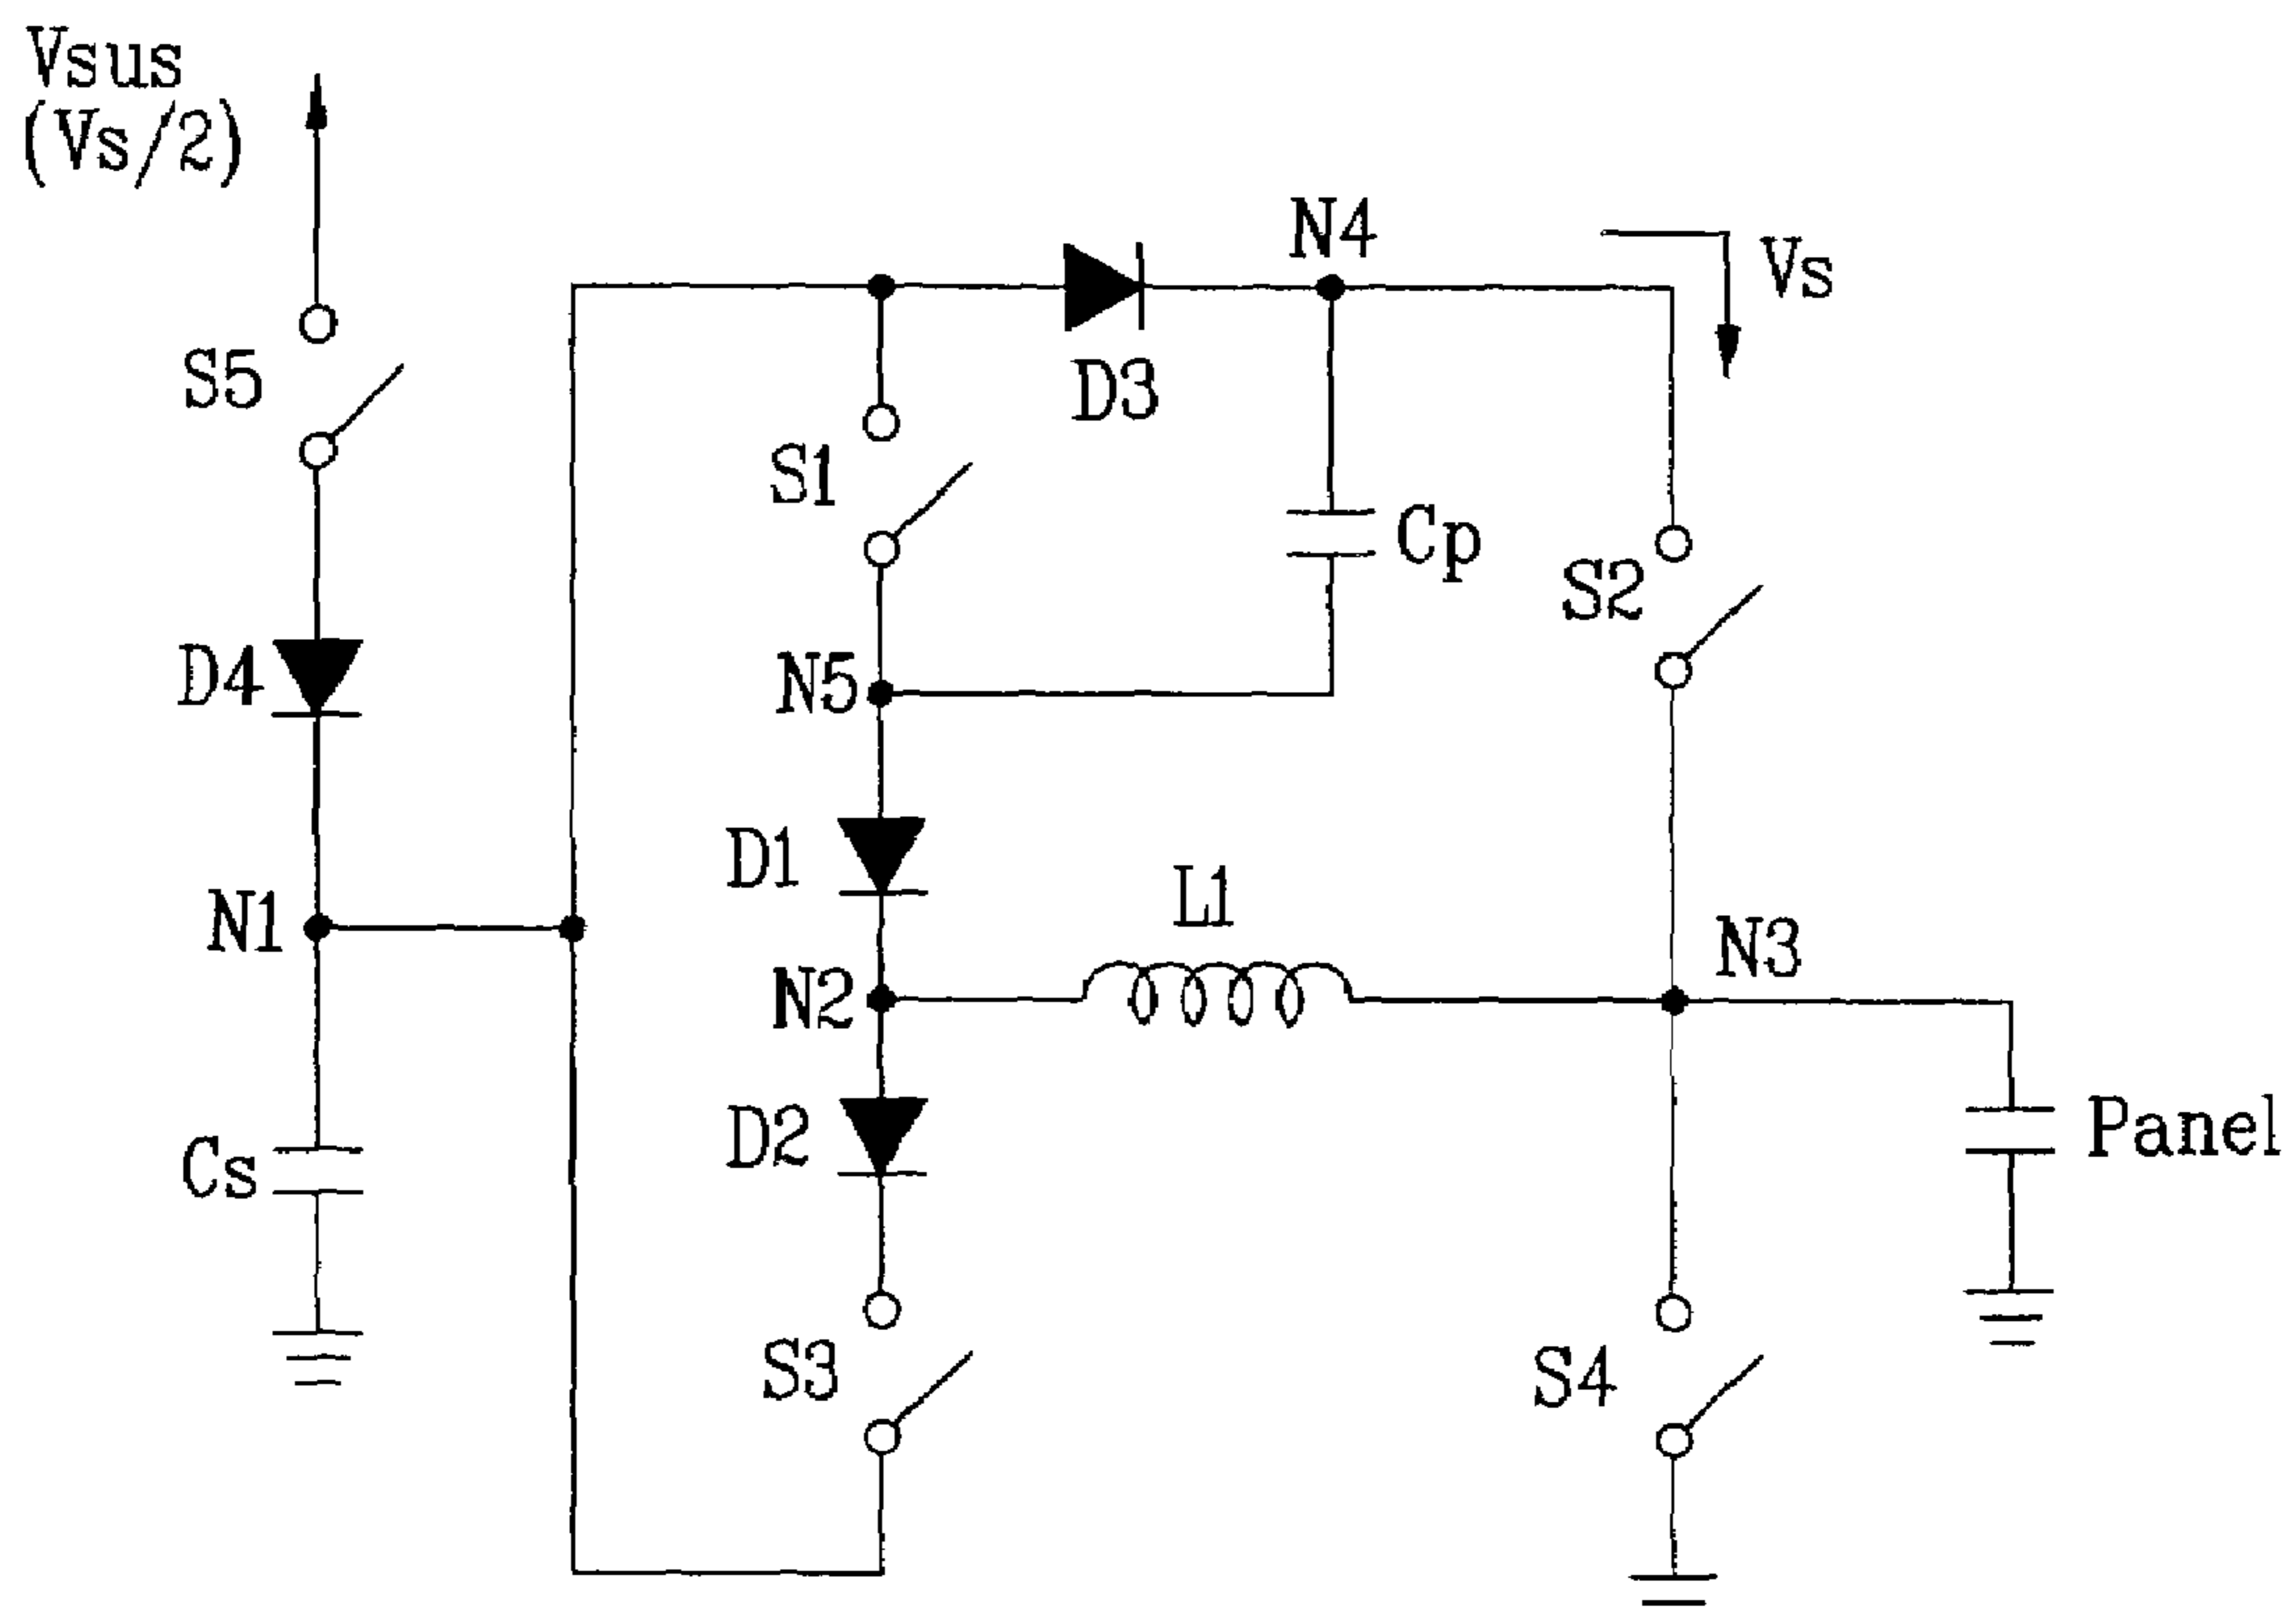 Vsus
(Vs/2)
N4
Vs
S5
D3
S1
Cp
S2
D4
N5
D1
L1
N1
N3
N2
D2
Panel
Cs
S3
S4